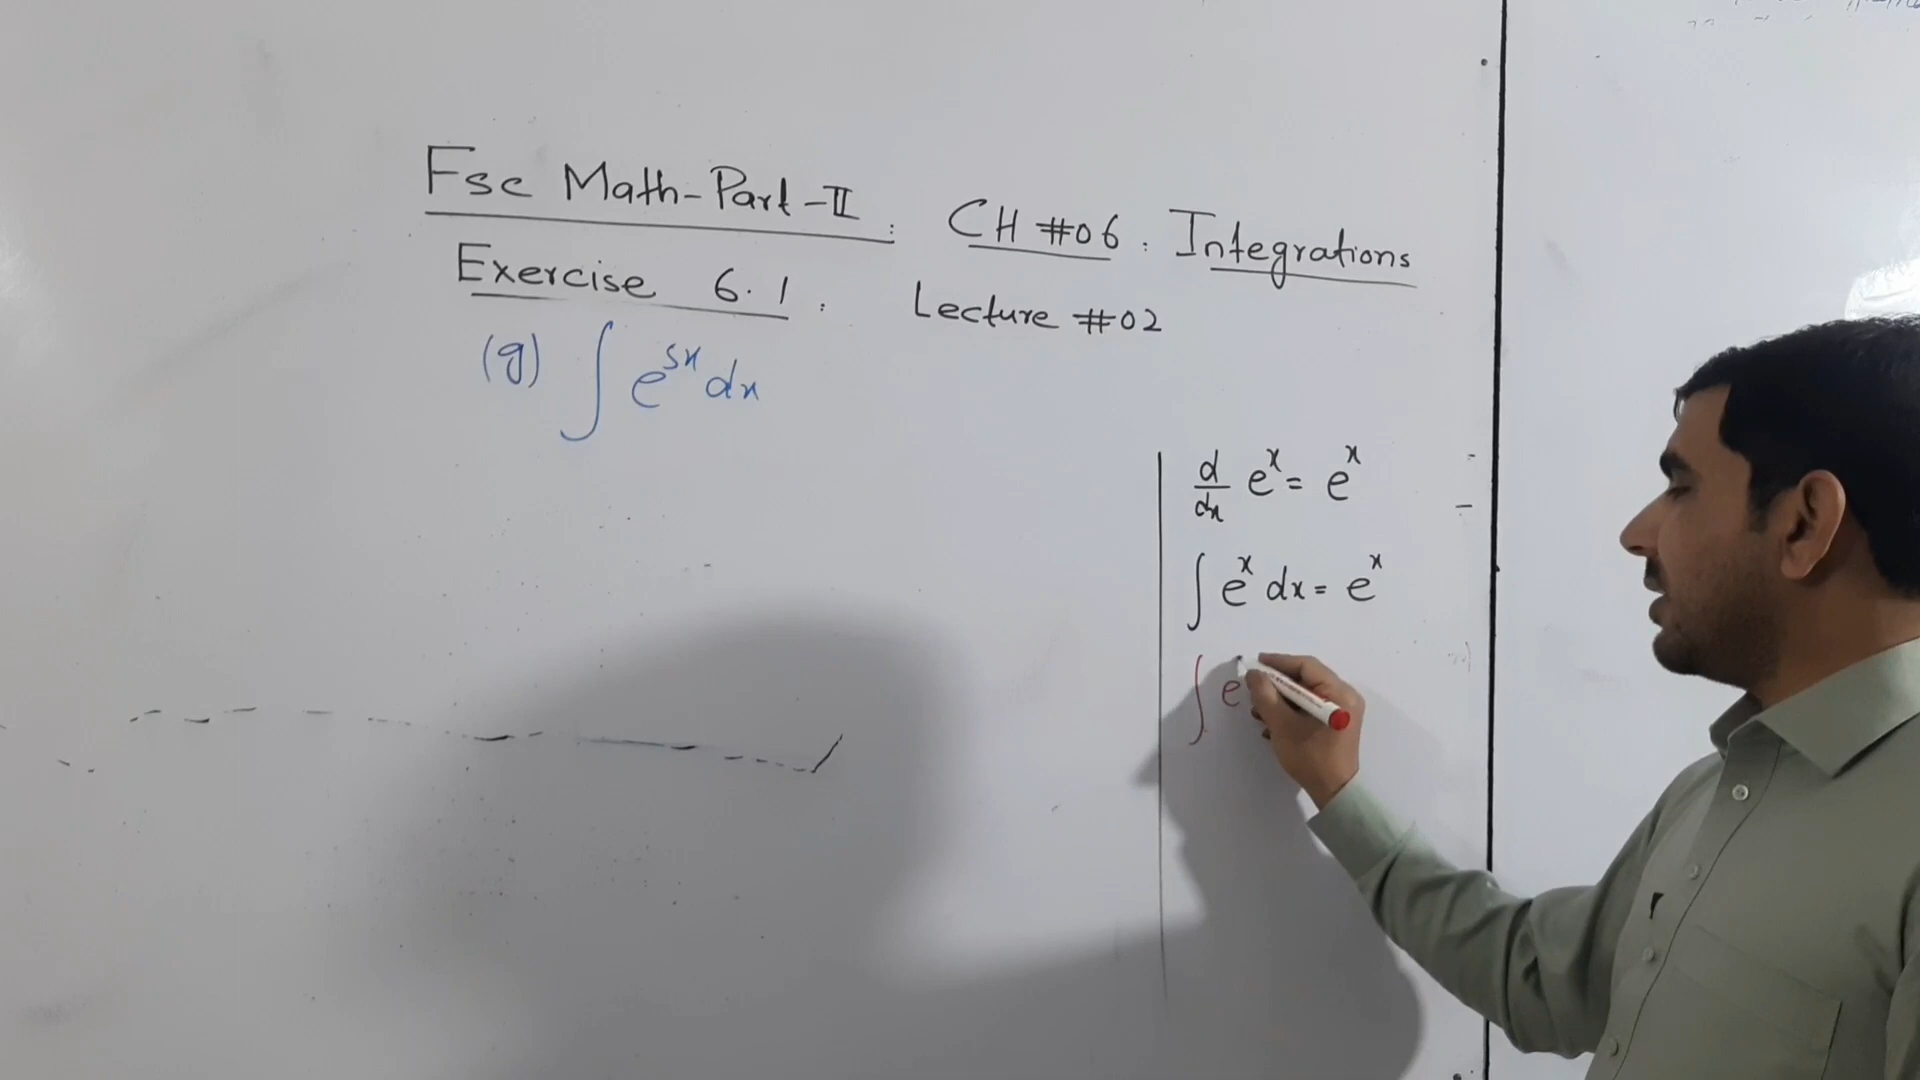 Fsc Math-Part-II. CH #06: Integrations
Exercise 6.1: Lecture #02
(g) ∫ e^5x dx
d/dx e^x = e^x
∫ e^x dx = e^x
∫ e